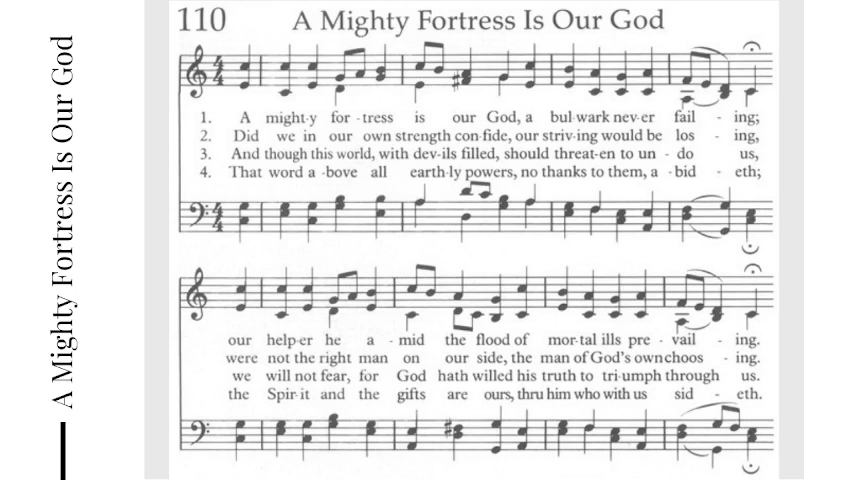 A Mighty Fortress Is Our God
110 A Mighty Fortress Is Our God
1. A might-y for - tress is our God, a bul-wark nev-er fail - ing;
2. Did we in our own strength con-fide, our striv-ing would be los - ing,
3. And though this world, with dev-ils filled, should threat-en to un - do us,
4. That word a - bove all earth-ly powers, no thanks to them, a - bid - eth;
our help-er he a - mid the flood of mor-tal ills pre - vail - ing.
were not the right man on our side, the man of God's own choos - ing.
we will not fear, for God hath willed his truth to tri-umph through us.
the Spir-it and the gifts are ours, thru him who with us sid - eth.